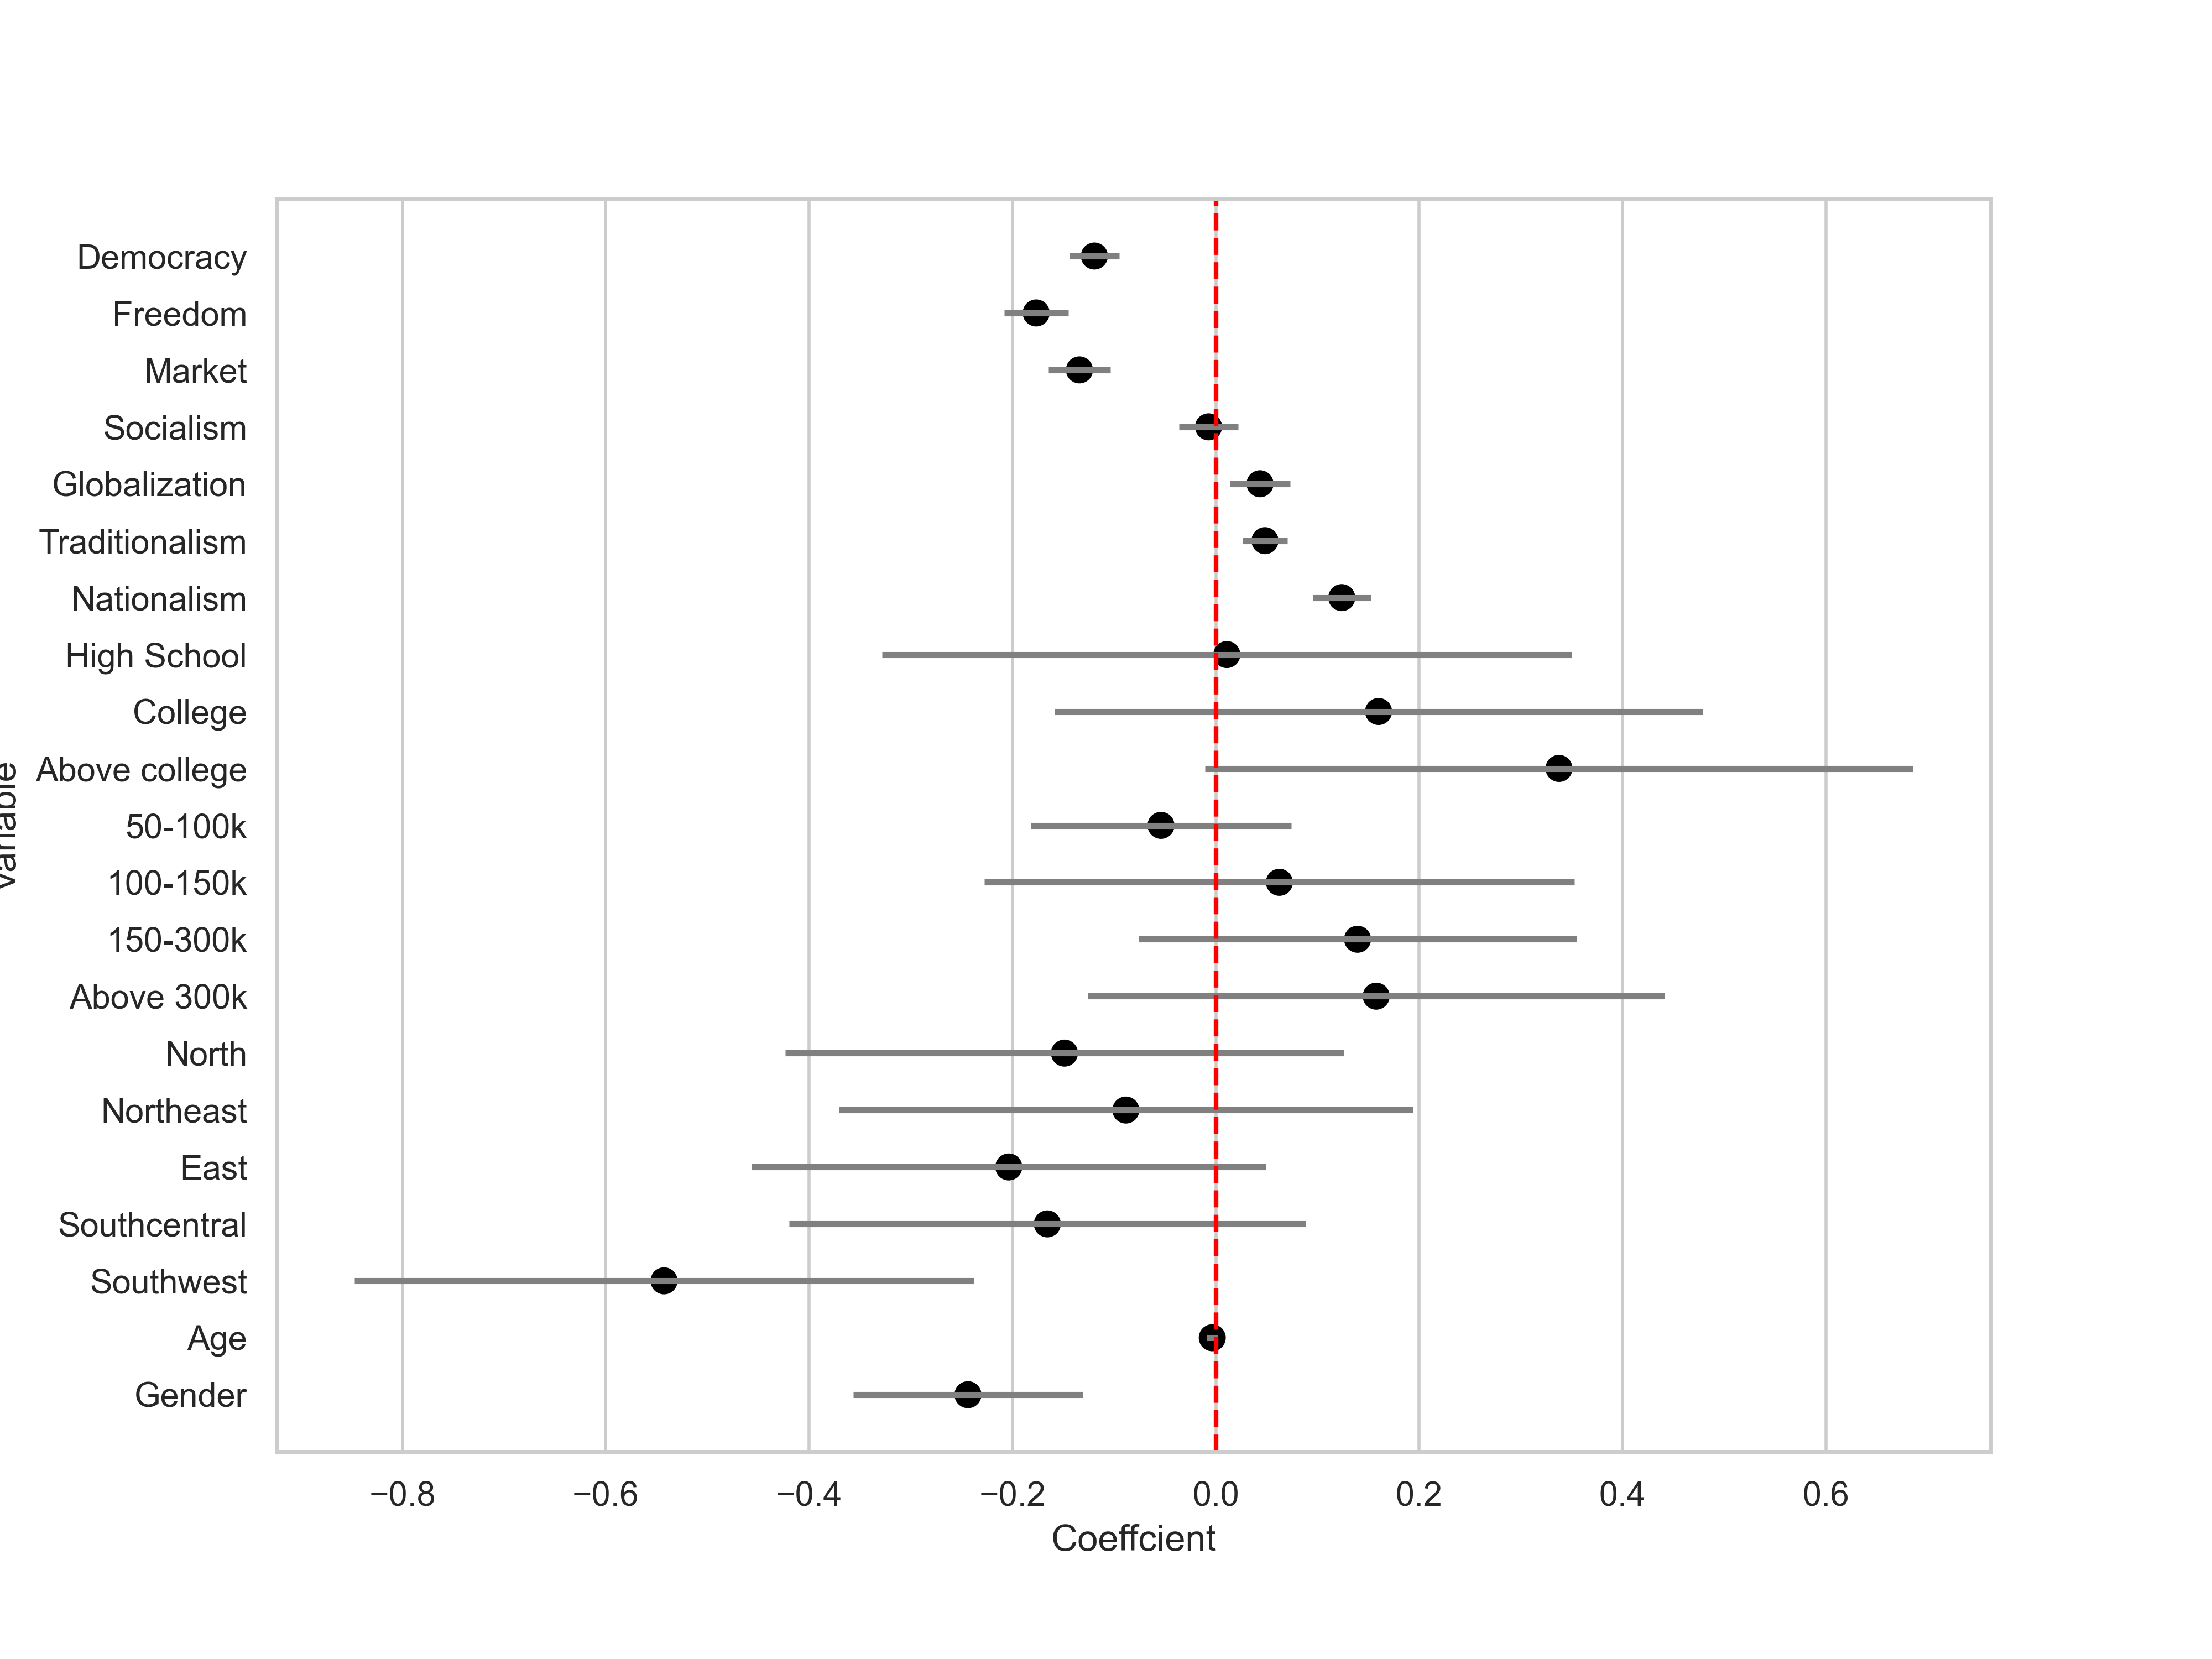 Democracy
Freedom
Market
Socialism
Globalization
Traditionalism
Nationalism
High School
College
Above college
50-100k
100-150k
150-300k
Above 300k
North
Northeast
East
Southcentral
Southwest
Age
Gender
Variable
−0.8 −0.6 −0.4 −0.2 0.0 0.2 0.4 0.6
Coeffcient